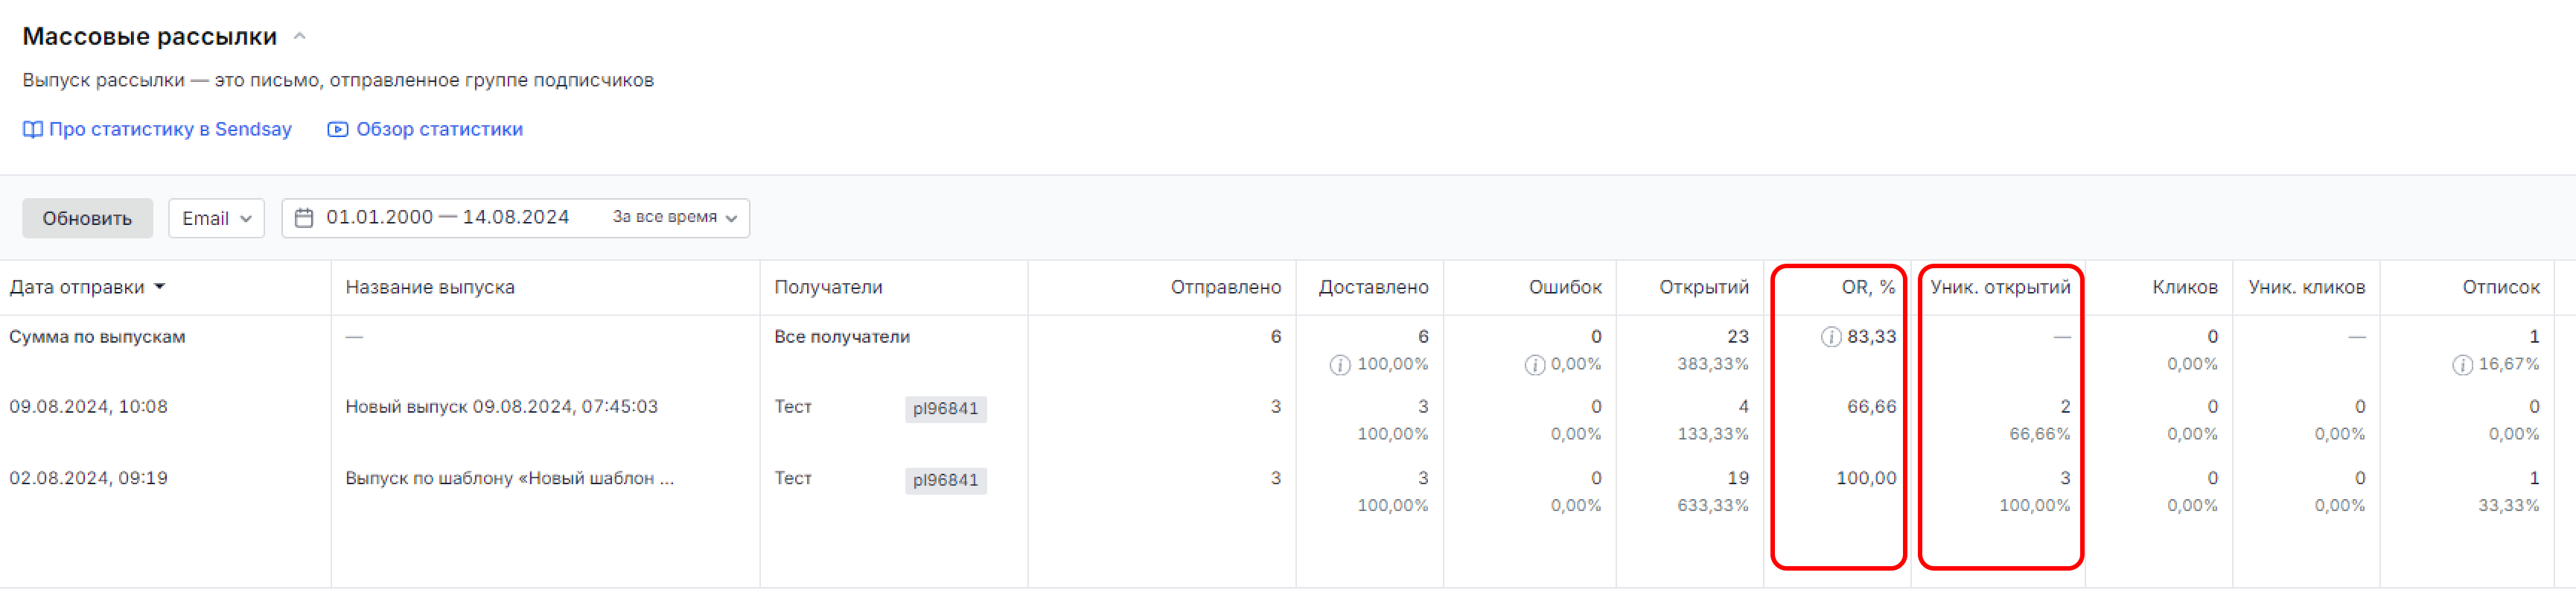 Массовые рассылки
Выпуск рассылки — это письмо, отправленное группе подписчиков
Про статистику в Sendsay Обзор статистики
Обновить Email 01.01.2000 — 14.08.2024 За все время
Дата отправки Название выпуска Получатели Отправлено Доставлено Ошибок Открытий OR, % Уник. открытий Кликов Уник. кликов Отписок
Сумма по выпускам — Все получатели 6 6 0 23 83,33 — 0 — 1
100,00% 0,00% 383,33% 0,00% 16,67%
09.08.2024, 10:08 Новый выпуск 09.08.2024, 07:45:03 Тест pl96841 3 3 0 4 66,66 2 0 0 0
100,00% 0,00% 133,33% 66,66% 0,00% 0,00% 0,00%
02.08.2024, 09:19 Выпуск по шаблону «Новый шаблон ... Тест pl96841 3 3 0 19 100,00 3 0 0 1
100,00% 0,00% 633,33% 100,00% 0,00% 0,00% 33,33%